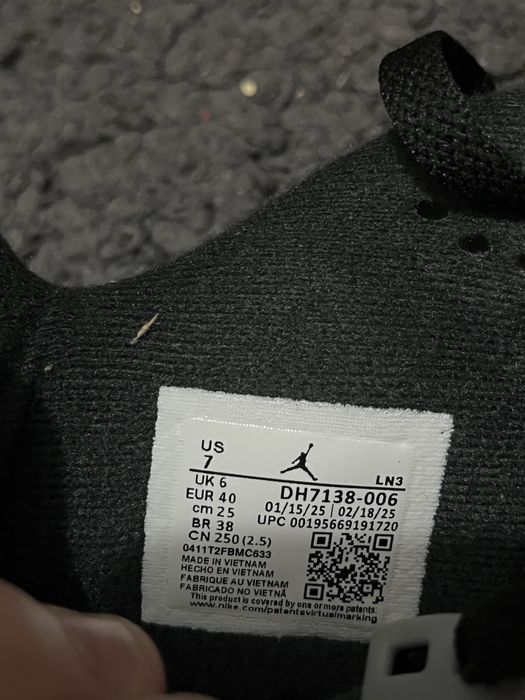 US
7
LN3
UK 6
DH7138-006
EUR 40
01/15/25 | 02/18/25
cm 25
UPC 00195669191720
BR 38
CN 250 (2.5)
0411T2FBMC633
MADE IN VIETNAM
HECHO EN VIETNAM
FABRIQUE AU VIETNAM
FABRICADO NO VIETNÃ
This product is covered by one or more patents.
www.nike.com/patentsvirtualmarking